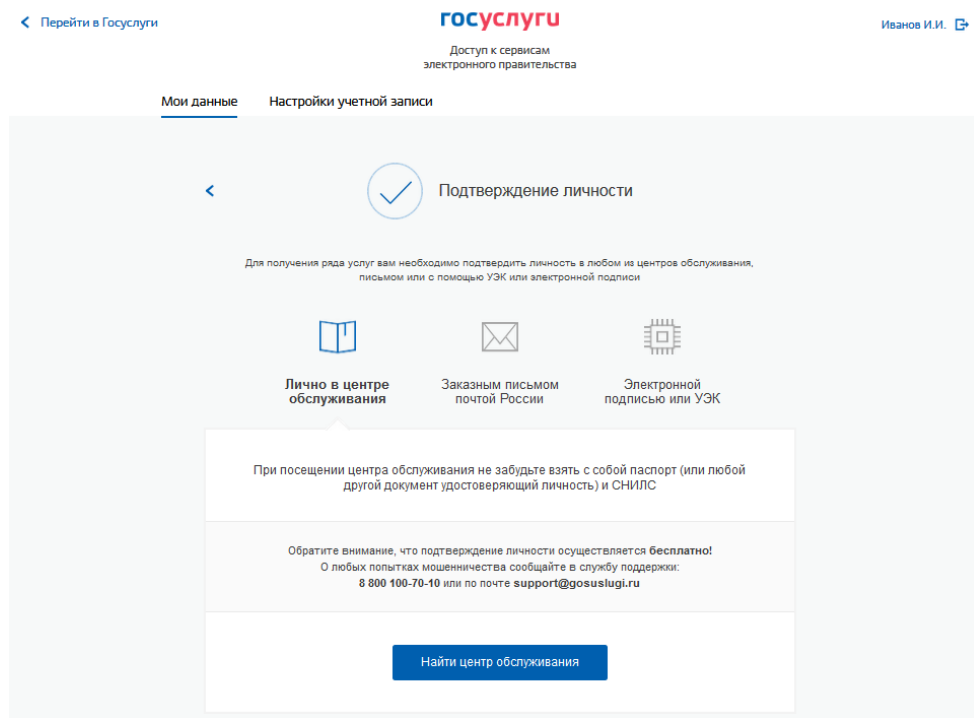 Перейти в Госуслуги
госуслуги
Иванов И.И.
Доступ к сервисам
электронного правительства
Мои данные
Настройки учетной записи
Подтверждение личности
Для получения ряда услуг вам необходимо подтвердить личность в любом из центров обслуживания,
письмом или с помощью УЭК или электронной подписи
Лично в центре
обслуживания
Заказным письмом
почтой России
Электронной
подписью или УЭК
При посещении центра обслуживания не забудьте взять с собой паспорт (или любой
другой документ удостоверяющий личность) и СНИЛС
Обратите внимание, что подтверждение личности осуществляется бесплатно!
О любых попытках мошенничества сообщайте в службу поддержки:
8 800 100-70-10 или по почте support@gosuslugi.ru
Найти центр обслуживания